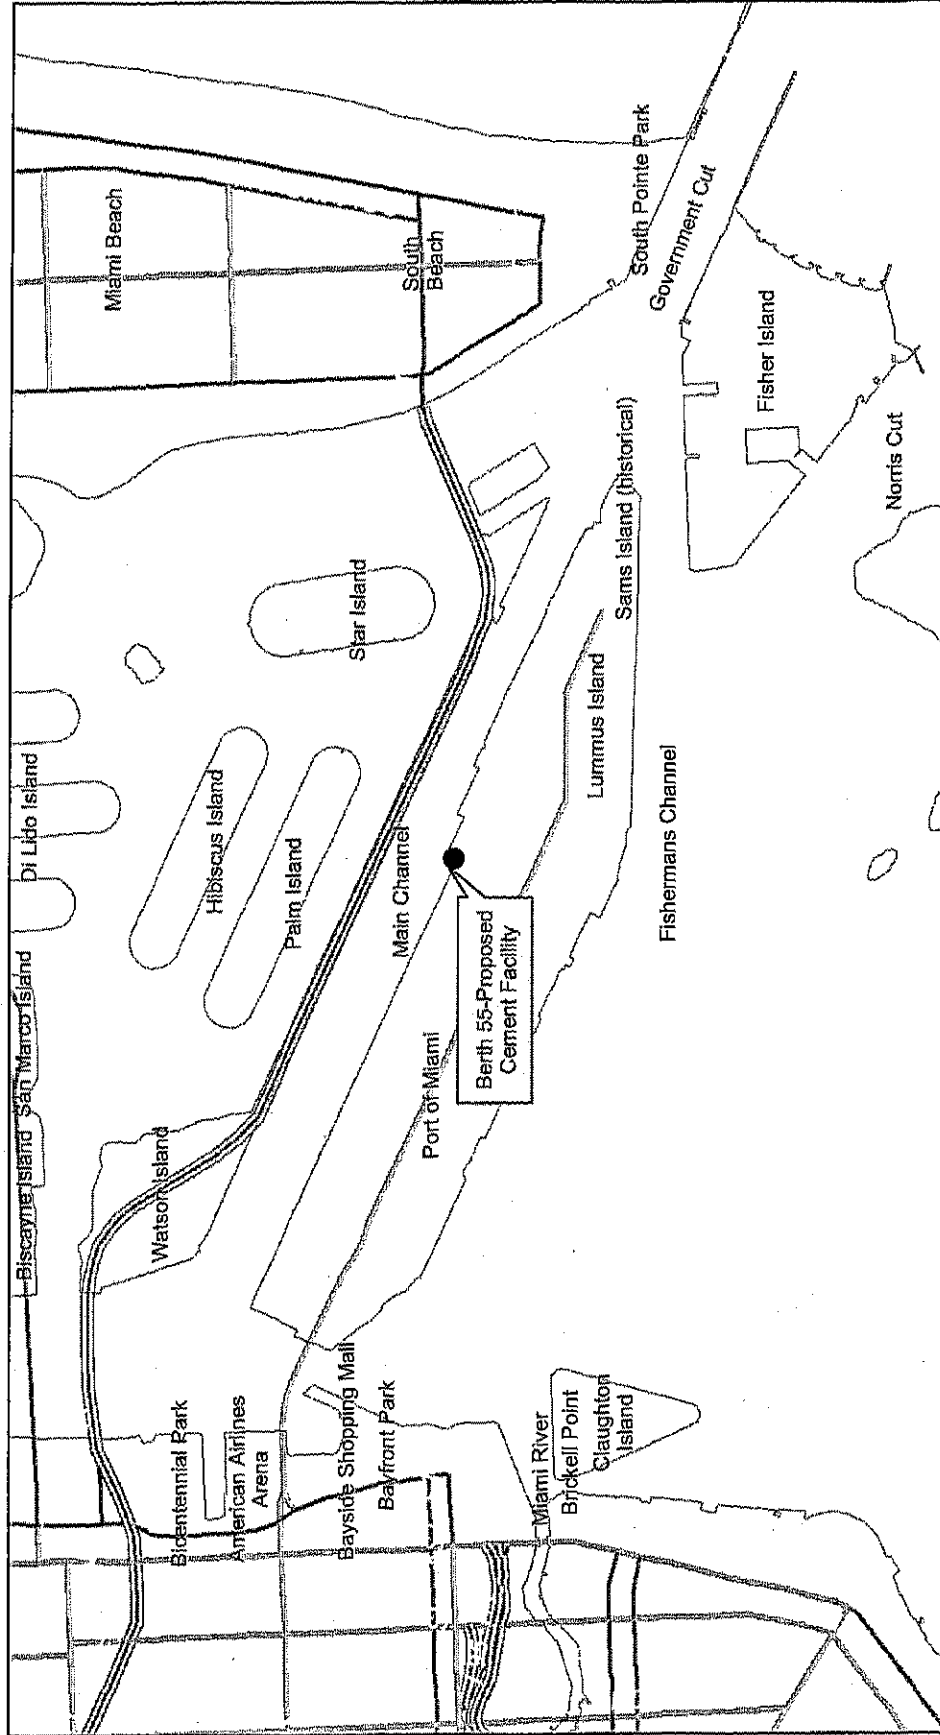 Biscayne Island
San Marco Island
Di Lido Island
Miami Beach
Watson Island
Hibiscus Island
Palm Island
Star Island
South
Beach
Bicentennial Park
American Airlines
Arena
Bayside Shopping Mall
Bayfront Park
Main Channel
Port of Miami
Berth 55-Proposed
Cement Facility
Lummus Island
Sams Island (historical)
South Pointe Park
Government Cut
Fisher Island
Norris Cut
Fishermans Channel
Miami River
Brickell Point
Claughton
Island